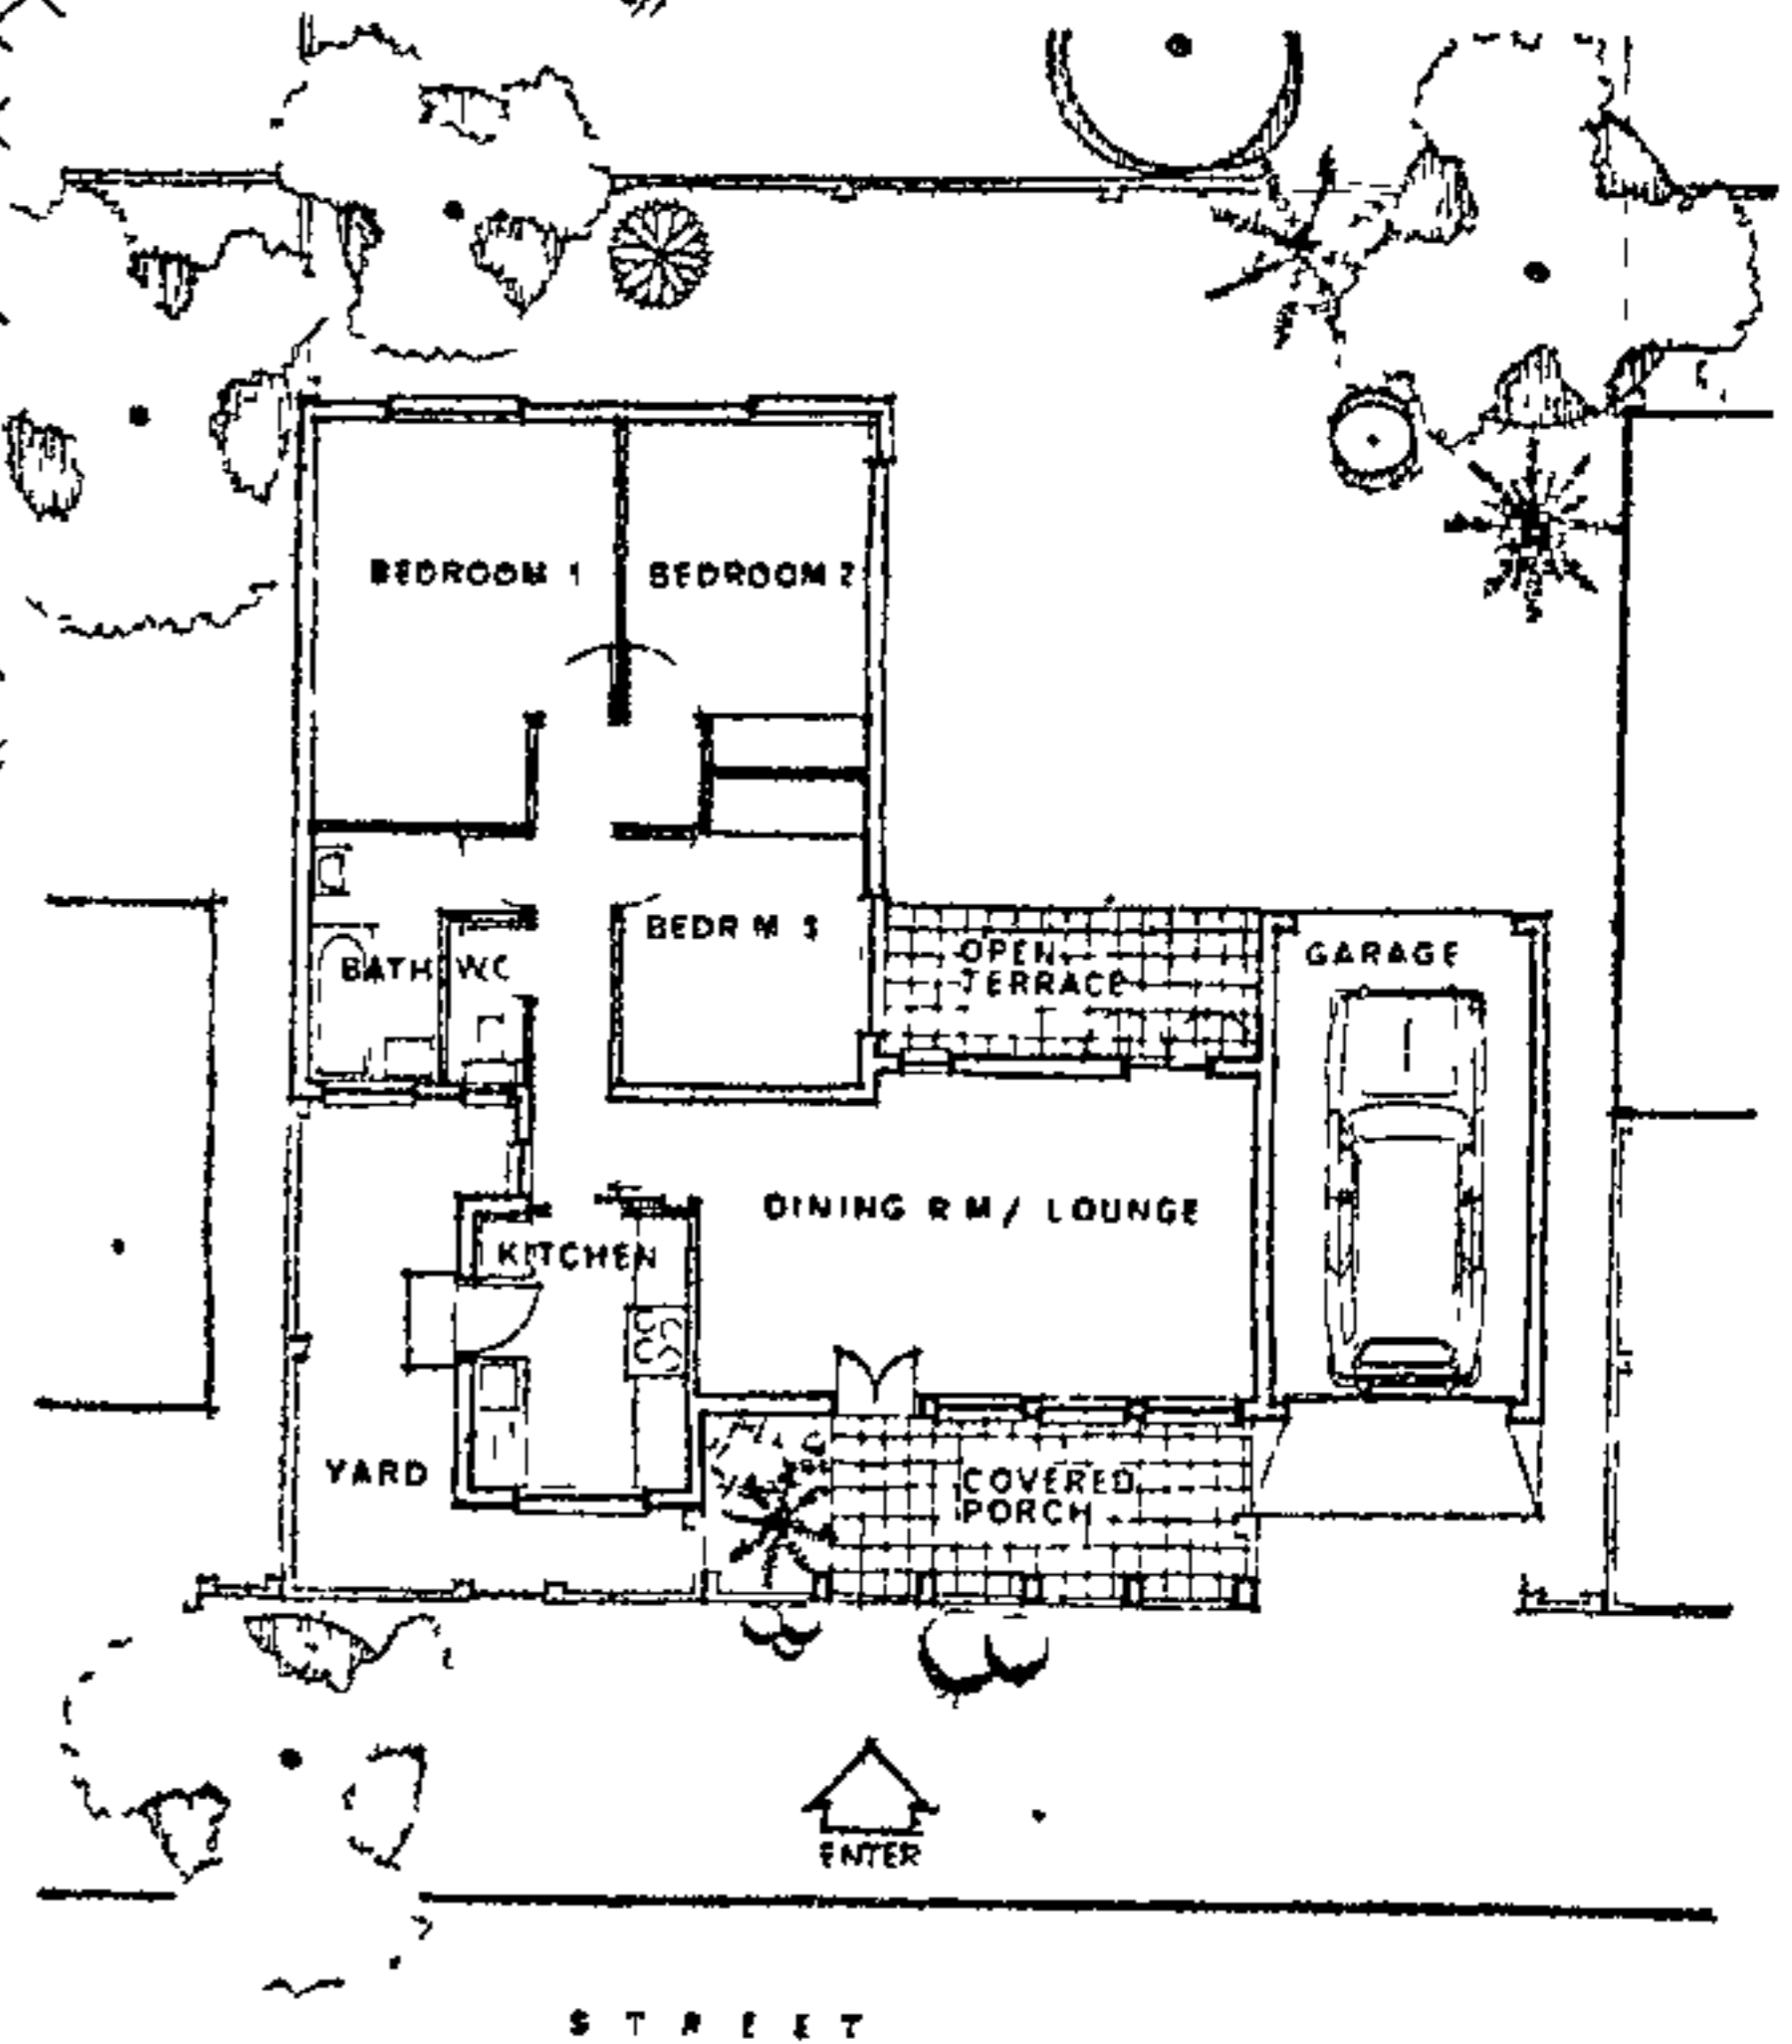 BEDROOM 1
BEDROOM 2
BEDRM 3
BATH
WC
OPEN
TERRACE
GARAGE
DINING RM/ LOUNGE
KITCHEN
YARD
COVERED
PORCH
ENTER
STREET